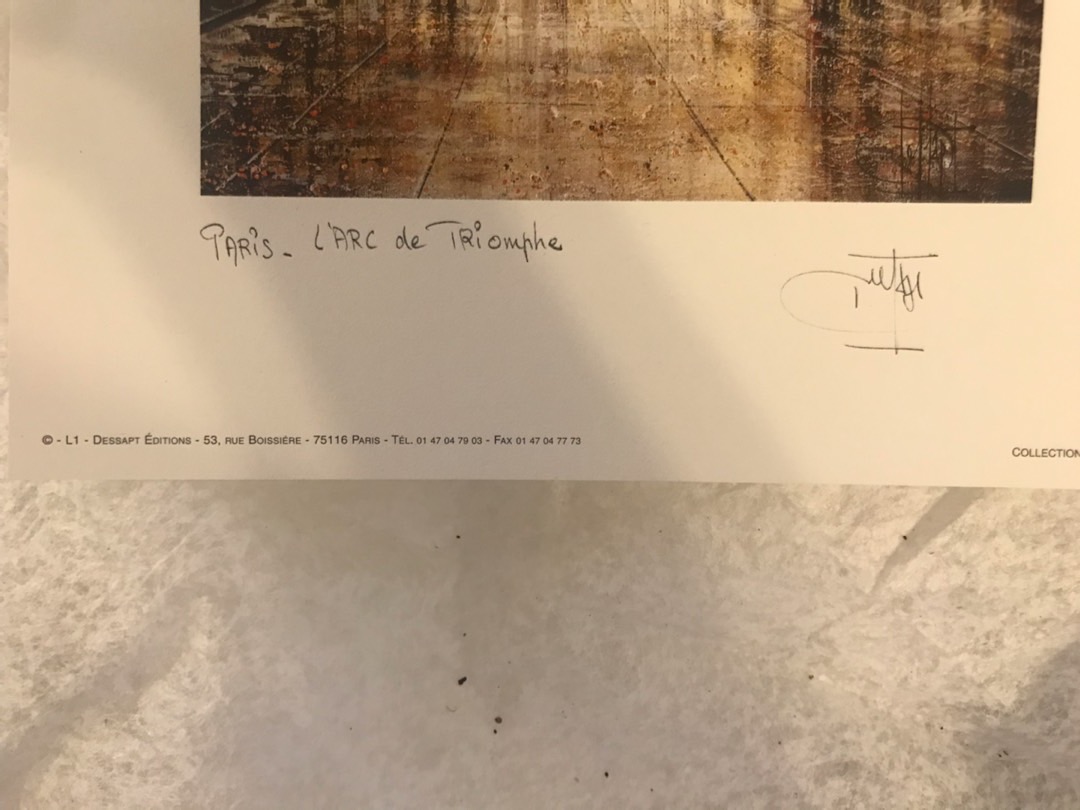 PARIS - L'ARC de TRiomphe
© - L1 - DESSAPT ÉDITIONS - 53, RUE BOISSIÉRE - 75116 PARIS - TÉL. 01 47 04 79 03 - FAX 01 47 04 77 73
COLLECTION